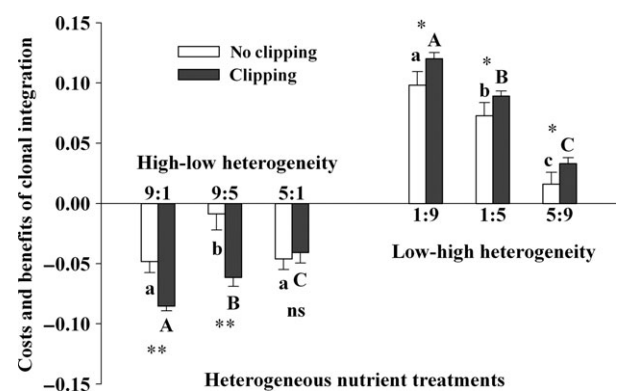 Costs and benefits of clonal integration
0.15
0.10
0.05
0.00
−0.05
−0.10
−0.15
No clipping
Clipping
High-low heterogeneity
9:1 9:5 5:1
a A b B a C
** ** ns
* * *
a A b B c C
1:9 1:5 5:9
Low-high heterogeneity
Heterogeneous nutrient treatments